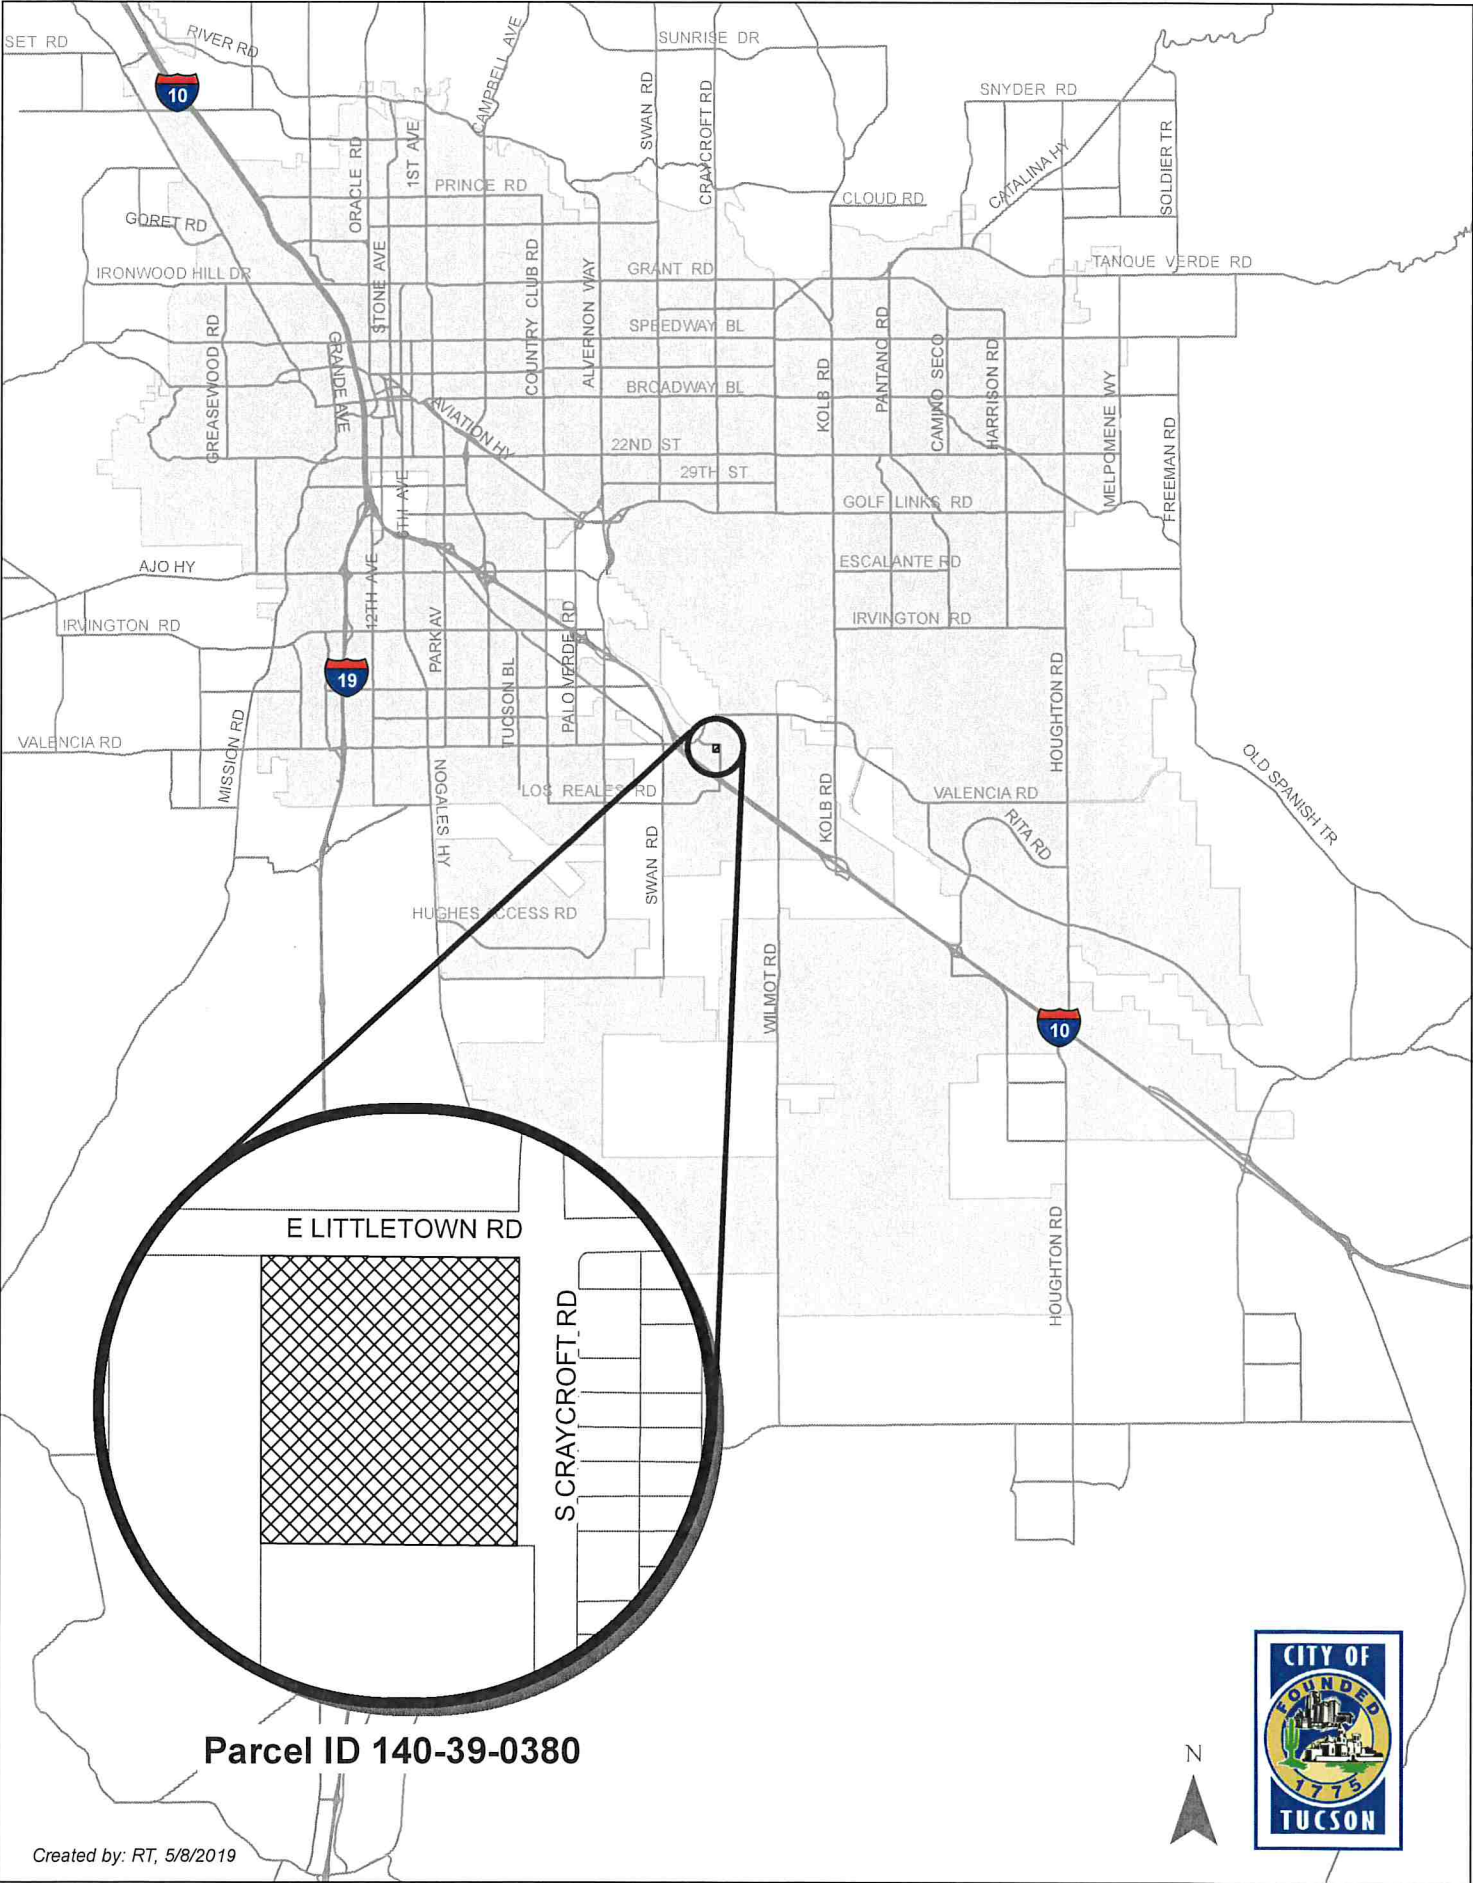 SET RD
RIVER RD
CAMPBELL AVE
SUNRISE DR
SWAN RD
CRAYCROFT RD
SNYDER RD
10
ORACLE RD
1ST AVE
PRINCE RD
CLOUD RD
CATALINA HY
SOLDIER TR
GORET RD
IRONWOOD HILL DR
STONE AVE
COUNTRY CLUB RD
ALVERNON WAY
GRANT RD
TANQUE VERDE RD
GREASEWOOD RD
GRANDE AVE
SPEEDWAY BL
BROADWAY BL
KOLB RD
PANTANO RD
CAMINO SECO
HARRISON RD
MELPOMENE WY
FREEMAN RD
AVIATION HY
22ND ST
29TH ST
6TH AVE
GOLF LINKS RD
AJO HY
12TH AVE
ESCALANTE RD
IRVINGTON RD
PARK AV
PALO VERDE RD
IRVINGTON RD
19
TUCSON BL
HOUGHTON RD
VALENCIA RD
MISSION RD
NOGALES HY
LOS REALES RD
SWAN RD
KOLB RD
VALENCIA RD
RITA RD
OLD SPANISH TR
HUGHES ACCESS RD
WILMOT RD
10
HOUGHTON RD
E LITTLETOWN RD
S CRAYCROFT RD
Parcel ID 140-39-0380
N
CITY OF
FOUNDED
1775
TUCSON
Created by: RT, 5/8/2019